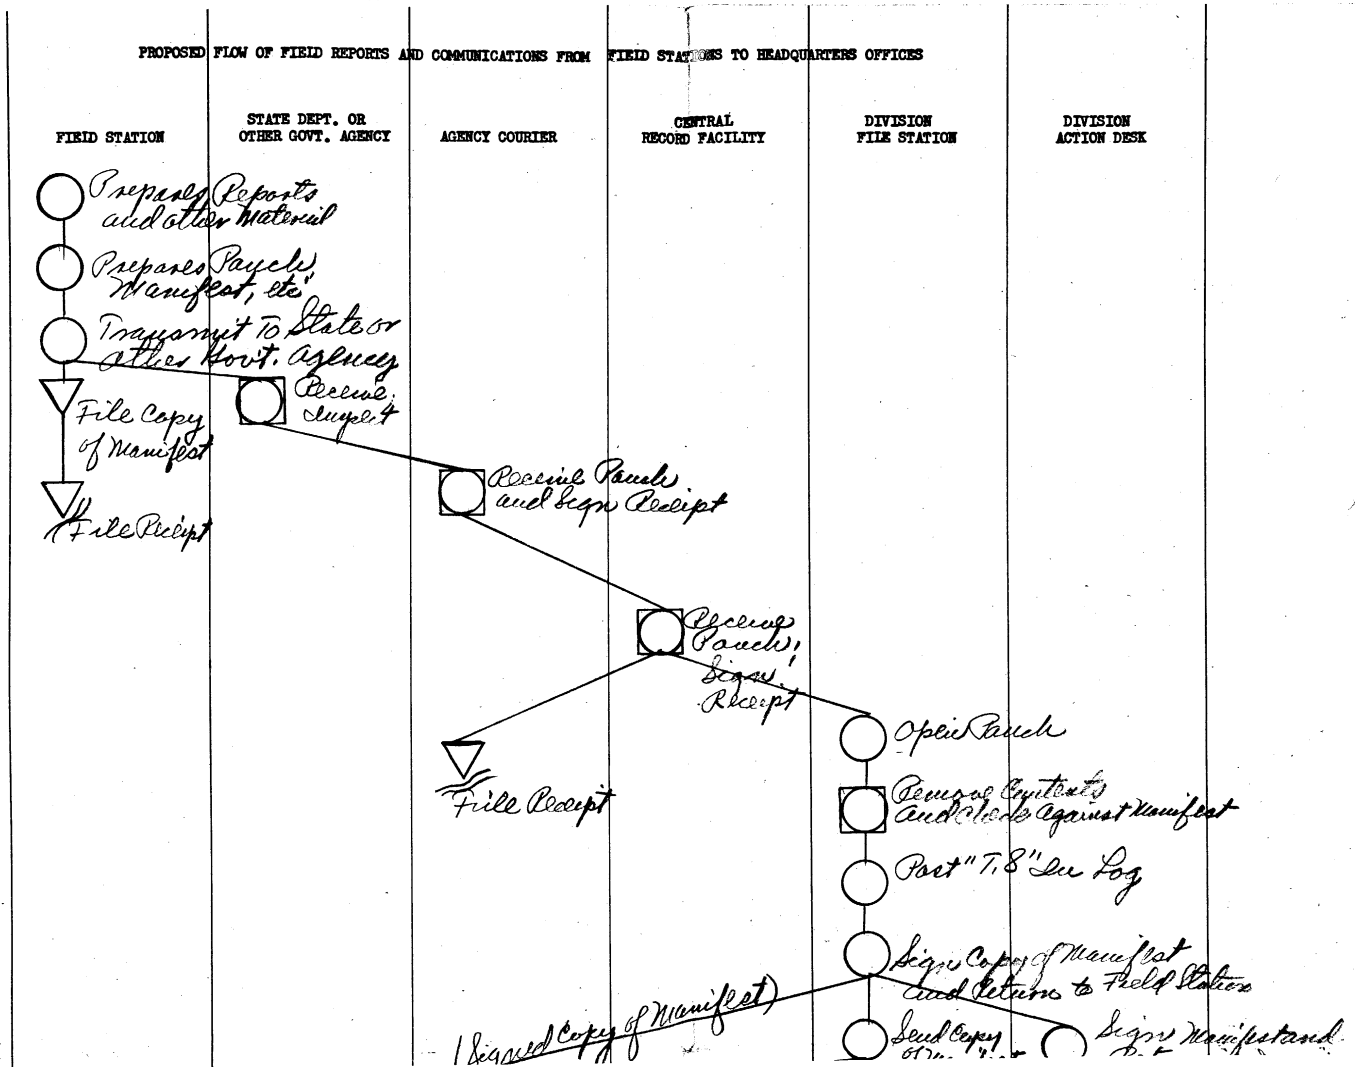 PROPOSED FLOW OF FIELD REPORTS AND COMMUNICATIONS FROM FIELD STATIONS TO HEADQUARTERS OFFICES
FIELD STATION
STATE DEPT. OR
OTHER GOVT. AGENCY
AGENCY COURIER
CENTRAL
RECORD FACILITY
DIVISION
FILE STATION
DIVISION
ACTION DESK
Prepares Reports
and other Material
Prepares Pouch,
Manifest, etc
Transmit To State or
other Gov't. Agency
File Copy
of Manifest
File Receipt
Receive,
Inspect
Receive Pouch
and Sign Receipt
Receive
Pouch,
Sign
Receipt
File Receipt
Open Pouch
Remove Contents
and check against Manifest
Post "T.S" in Log
Sign Copy of Manifest
and Return to Field Station
(Signed Copy of Manifest)
Send Copy
of
Sign Manifest and